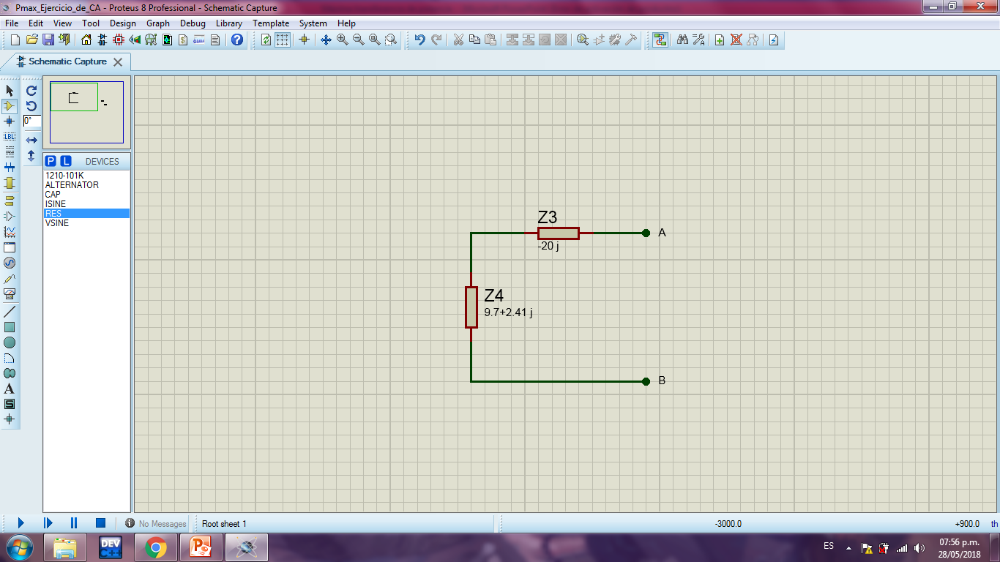 Pmax_Ejercicio_de_CA - Proteus 8 Professional - Schematic Capture
File Edit View Tool Design Graph Debug Library Template System Help
Schematic Capture
0°
LBL
P L DEVICES
1210-101K
ALTERNATOR
CAP
ISINE
RES
VSINE
Z3
-20 j
A
Z4
9.7+2.41 j
B
A
S
No Messages
Root sheet 1
-3000.0
+900.0
th
DEV
C++
ES
07:56 p.m.
28/05/2018